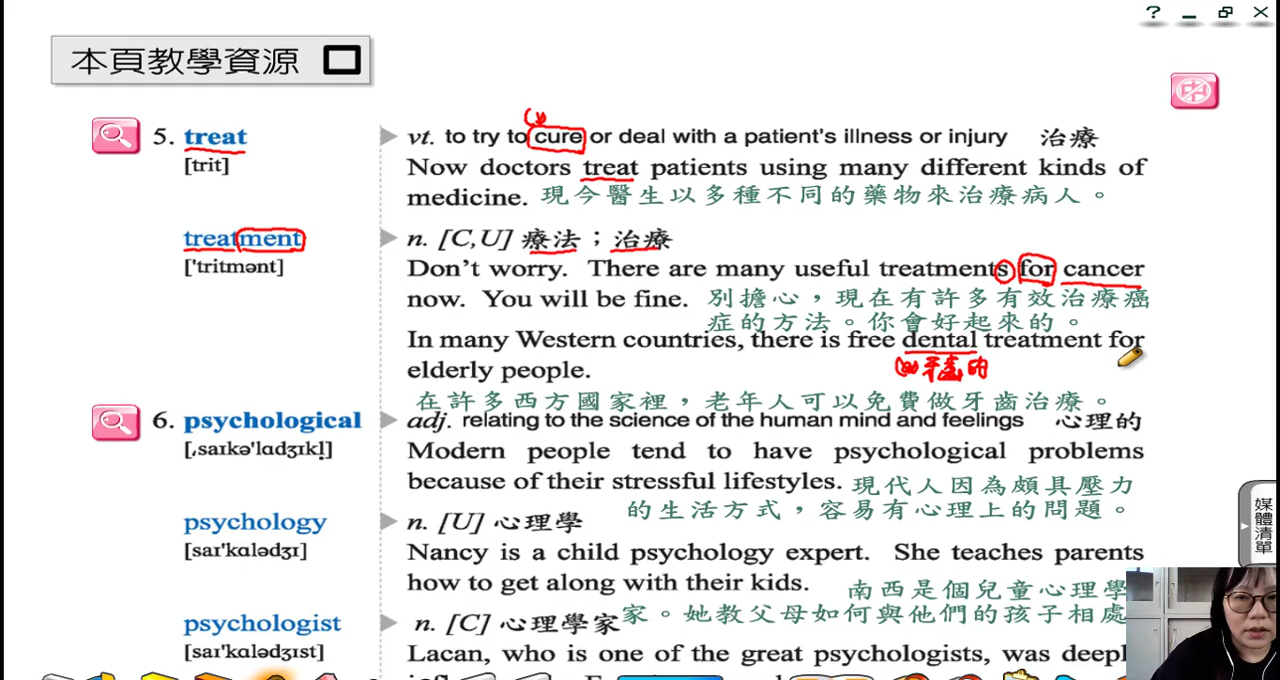 本頁教學資源
5. treat
[trit]
vt. to try to cure or deal with a patient's illness or injury 治療
Now doctors treat patients using many different kinds of
medicine. 現今醫生以多種不同的藥物來治療病人。
treatment
['tritmənt]
n. [C,U] 療法；治療
Don't worry. There are many useful treatments for cancer
now. You will be fine. 別擔心，現在有許多有效治療癌
症的方法。你會好起來的。
In many Western countries, there is free dental treatment for
牙齒的
elderly people.
在許多西方國家裡，老年人可以免費做牙齒治療。
6. psychological
[ˌsaɪkə'lɑdʒɪkl̩]
adj. relating to the science of the human mind and feelings 心理的
Modern people tend to have psychological problems
because of their stressful lifestyles. 現代人因為頗具壓力
的生活方式，容易有心理上的問題。
psychology
[saɪ'kɑlədʒɪ]
n. [U] 心理學
Nancy is a child psychology expert. She teaches parents
how to get along with their kids. 南西是個兒童心理學
家。她教父母如何與他們的孩子相處
psychologist
[saɪ'kɑlədʒɪst]
n. [C] 心理學家
Lacan, who is one of the great psychologists, was deepl
媒體清單